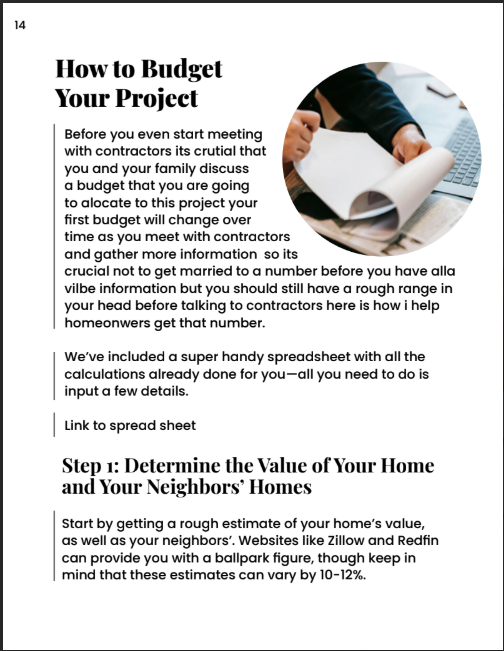 14
How to Budget
Your Project
Before you even start meeting
with contractors its crutial that
you and your family discuss
a budget that you are going
to alocate to this project your
first budget will change over
time as you meet with contractors
and gather more information  so its
crucial not to get married to a number before you have alla
vilbe information but you should still have a rough range in
your head before talking to contractors here is how i help
homeonwers get that number.
We've included a super handy spreadsheet with all the
calculations already done for you—all you need to do is
input a few details.
Link to spread sheet
Step 1: Determine the Value of Your Home
and Your Neighbors' Homes
Start by getting a rough estimate of your home's value,
as well as your neighbors'. Websites like Zillow and Redfin
can provide you with a ballpark figure, though keep in
mind that these estimates can vary by 10-12%.